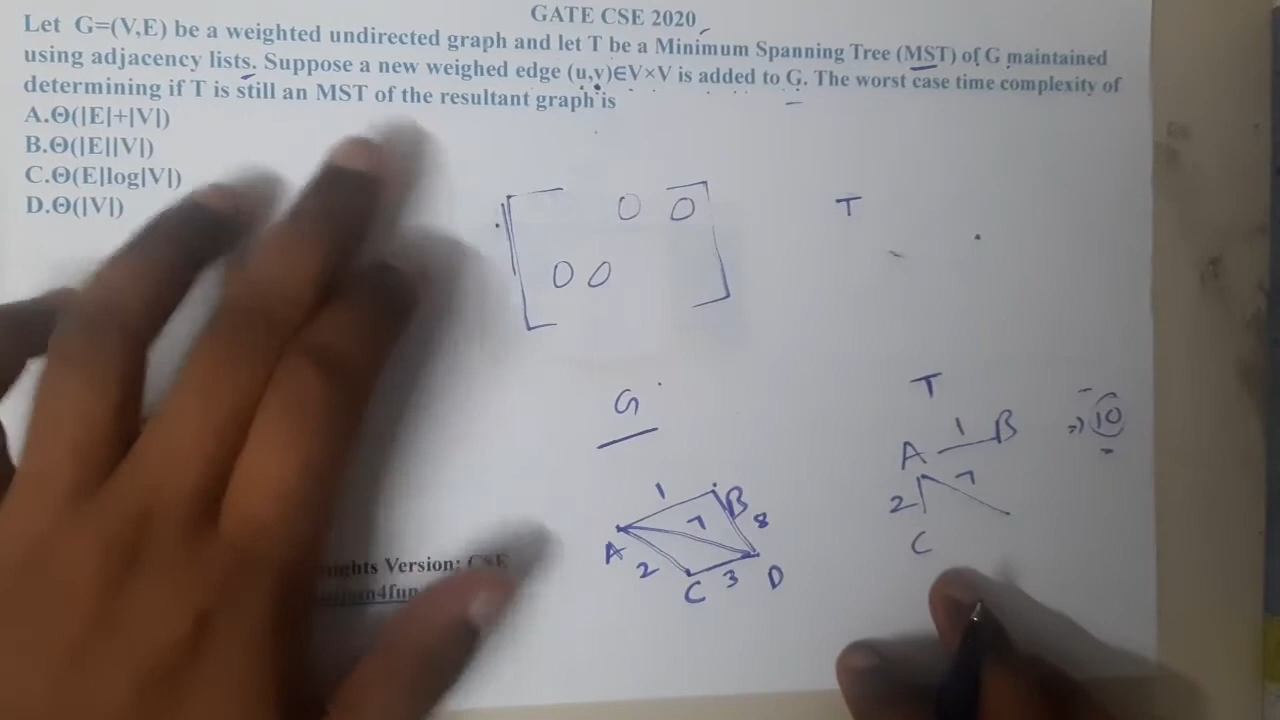 GATE CSE 2020
Let G=(V,E) be a weighted undirected graph and let T be a Minimum Spanning Tree (MST) of G maintained
using adjacency lists. Suppose a new weighed edge (u,v)∈V×V is added to G. The worst case time complexity of
determining if T is still an MST of the resultant graph is
A.Θ(|E|+|V|)
B.Θ(|E||V|)
C.Θ(E|log|V|)
D.Θ(|V|)
0 0
0 0
T
G
1 B
7 8
A 2 C 3 D
T
A 1 B
10
2 7
C
Version: CSE